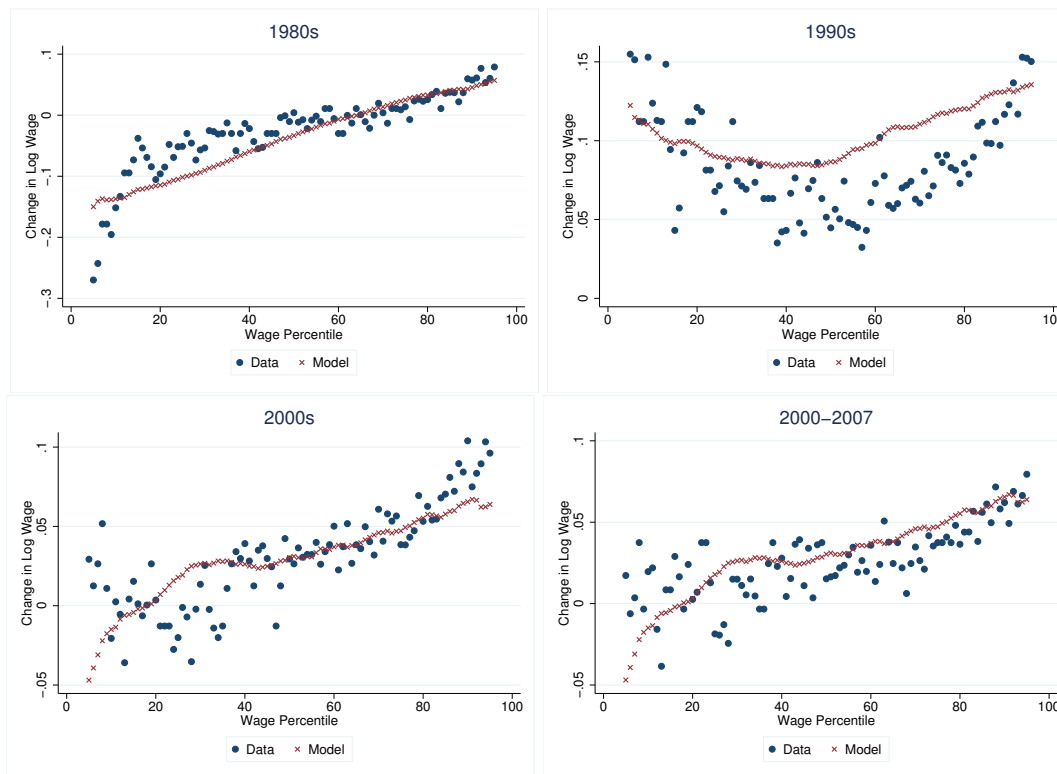 1980s
Change in Log Wage
.1
0
−.1
−.2
−.3
0 20 40 60 80 100
Wage Percentile
Data Model
1990s
Change in Log Wage
.15
.1
.05
0
0 20 40 60 80 100
Wage Percentile
Data Model
2000s
Change in Log Wage
.1
.05
0
−.05
0 20 40 60 80 100
Wage Percentile
Data Model
2000−2007
Change in Log Wage
.1
.05
0
−.05
0 20 40 60 80 100
Wage Percentile
Data Model